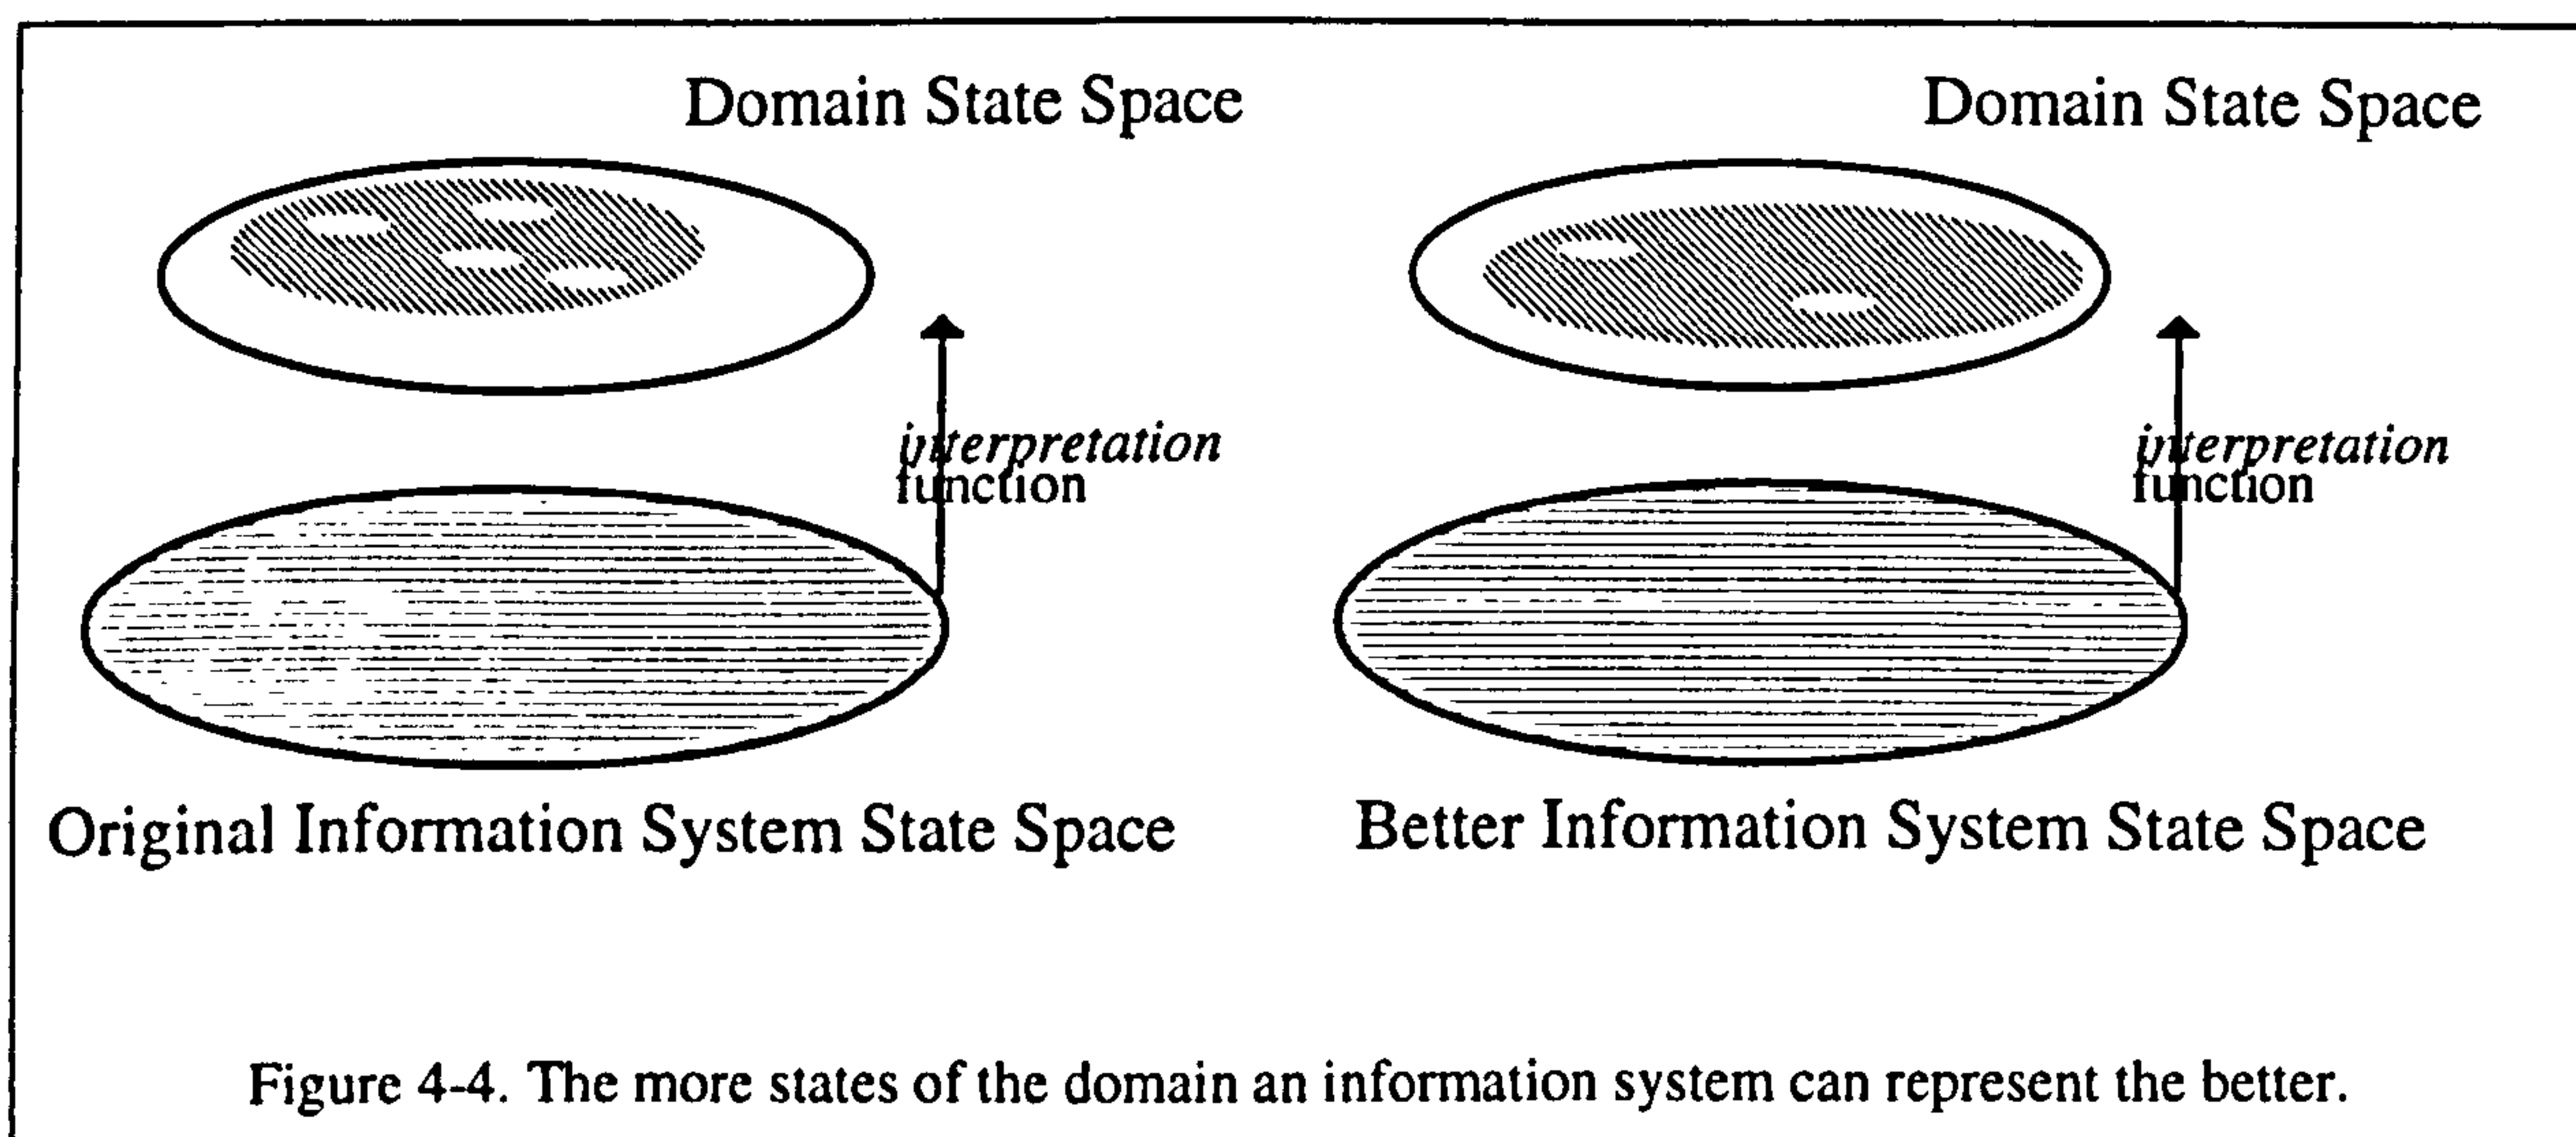 Domain State Space
Domain State Space
interpretation
function
interpretation
function
Original Information System State Space
Better Information System State Space
Figure 4-4. The more states of the domain an information system can represent the better.